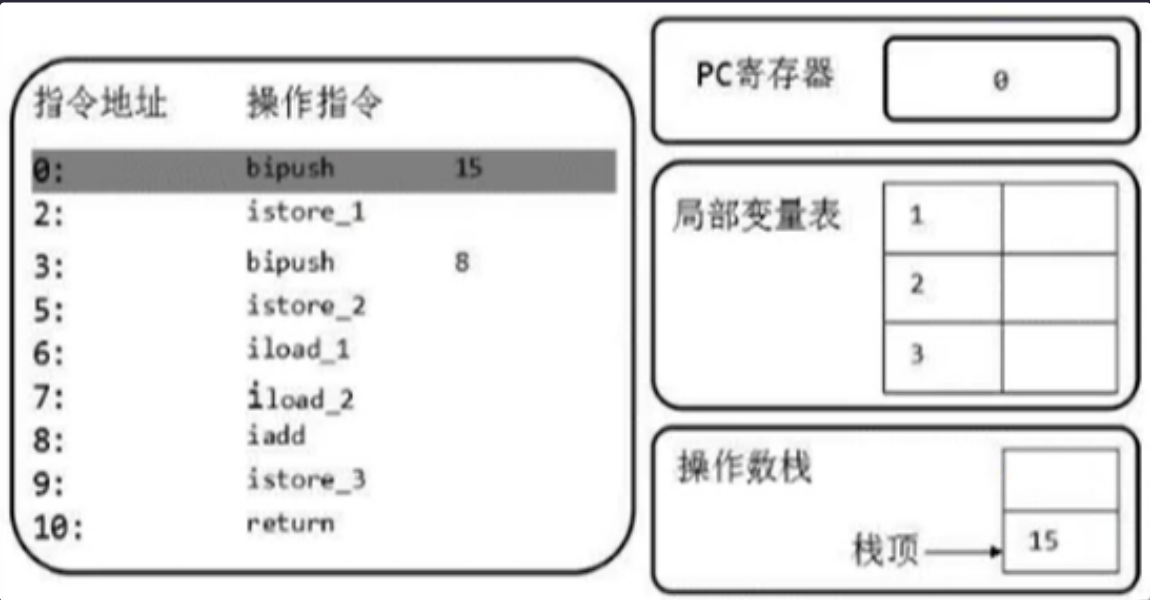 指令地址 操作指令
0: bipush 15
2: istore_1
3: bipush 8
5: istore_2
6: iload_1
7: iload_2
8: iadd
9: istore_3
10: return
PC寄存器 0
局部变量表 1
2
3
操作数栈
栈顶 15